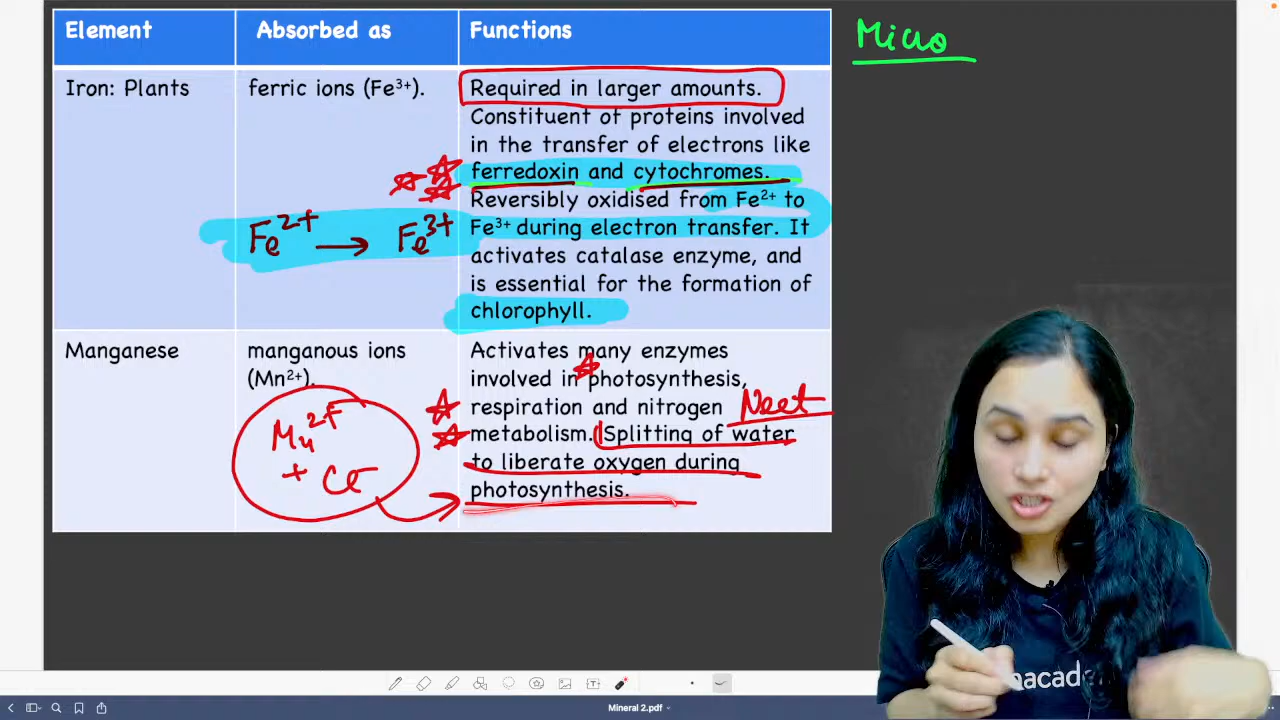 Element Absorbed as Functions
Micro
Iron: Plants ferric ions (Fe³⁺). Required in larger amounts.
Constituent of proteins involved
in the transfer of electrons like
ferredoxin and cytochromes.
Reversibly oxidised from Fe²⁺ to
Fe²⁺ → Fe³⁺ Fe³⁺ during electron transfer. It
activates catalase enzyme, and
is essential for the formation of
chlorophyll.
Manganese manganous ions Activates many enzymes
(Mn²⁺). involved in photosynthesis,
respiration and nitrogen Neet
Mn²⁺ metabolism. Splitting of water
+ Cl⁻ to liberate oxygen during
photosynthesis.
nacade
Mineral 2.pdf